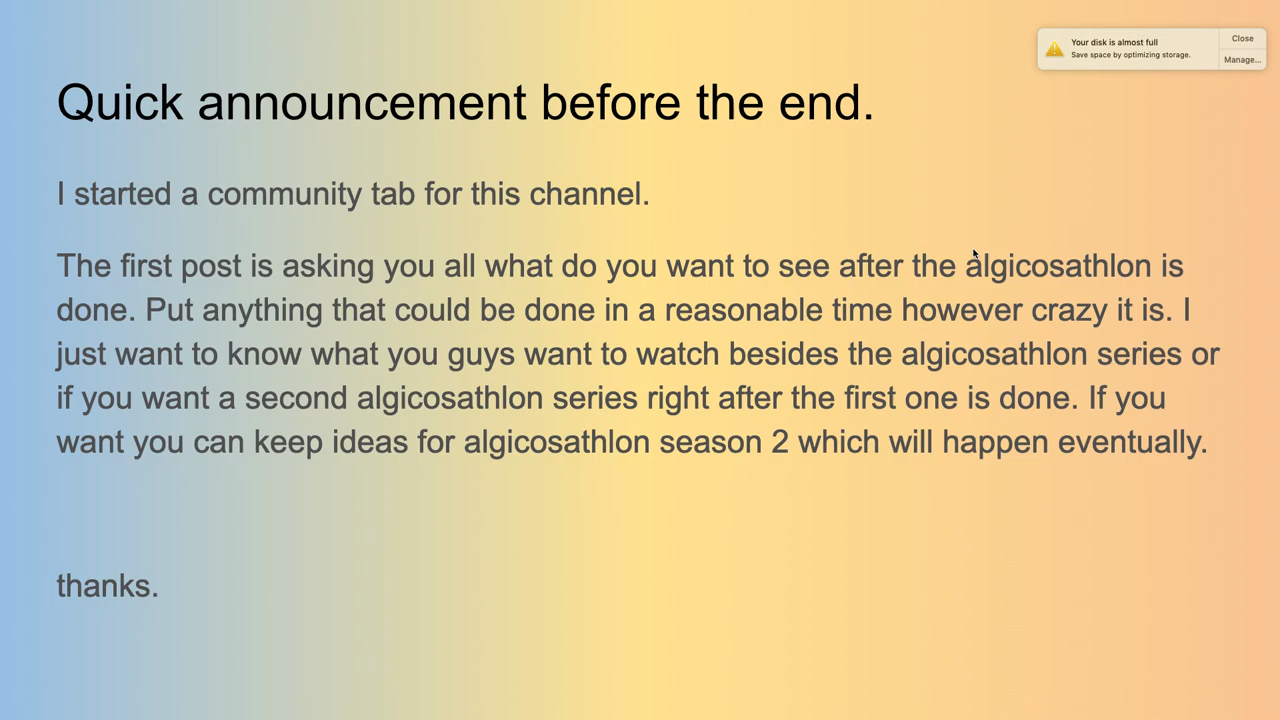 Your disk is almost full
Save space by optimizing storage.
Close
Manage...
Quick announcement before the end.
I started a community tab for this channel.
The first post is asking you all what do you want to see after the algicosathlon is
done. Put anything that could be done in a reasonable time however crazy it is. I
just want to know what you guys want to watch besides the algicosathlon series or
if you want a second algicosathlon series right after the first one is done. If you
want you can keep ideas for algicosathlon season 2 which will happen eventually.
thanks.